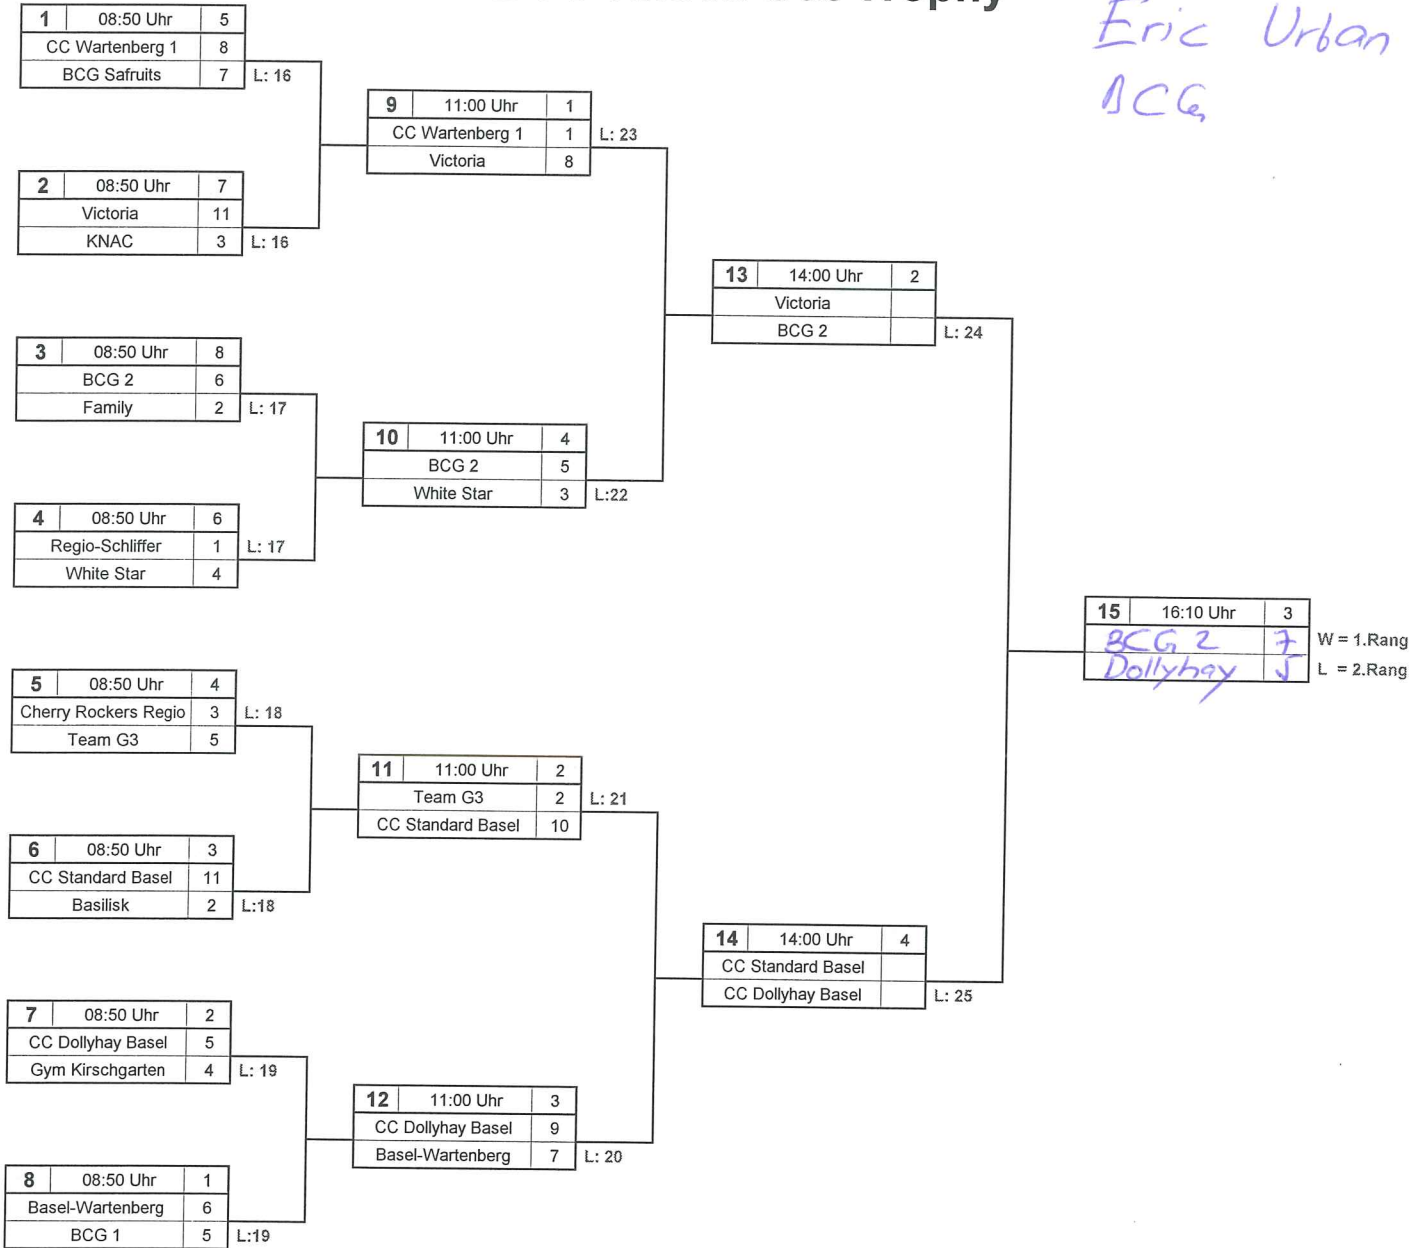 Eric Urban
BCG
1 08:50 Uhr 5
CC Wartenberg 1 8
BCG Safruits 7 L: 16
2 08:50 Uhr 7
Victoria 11
KNAC 3 L: 16
3 08:50 Uhr 8
BCG 2 6
Family 2 L: 17
4 08:50 Uhr 6
Regio-Schliffer 1 L: 17
White Star 4
5 08:50 Uhr 4
Cherry Rockers Regio 3 L: 18
Team G3 5
6 08:50 Uhr 3
CC Standard Basel 11
Basilisk 2 L:18
7 08:50 Uhr 2
CC Dollyhay Basel 5
Gym Kirschgarten 4 L: 19
8 08:50 Uhr 1
Basel-Wartenberg 6
BCG 1 5 L:19
9 11:00 Uhr 1
CC Wartenberg 1 1 L: 23
Victoria 8
10 11:00 Uhr 4
BCG 2 5
White Star 3 L:22
11 11:00 Uhr 2
Team G3 2 L: 21
CC Standard Basel 10
12 11:00 Uhr 3
CC Dollyhay Basel 9
Basel-Wartenberg 7 L: 20
13 14:00 Uhr 2
Victoria
BCG 2 L: 24
14 14:00 Uhr 4
CC Standard Basel
CC Dollyhay Basel L: 25
15 16:10 Uhr 3
BCG 2 7 W = 1.Rang
Dollyhay 5 L = 2.Rang